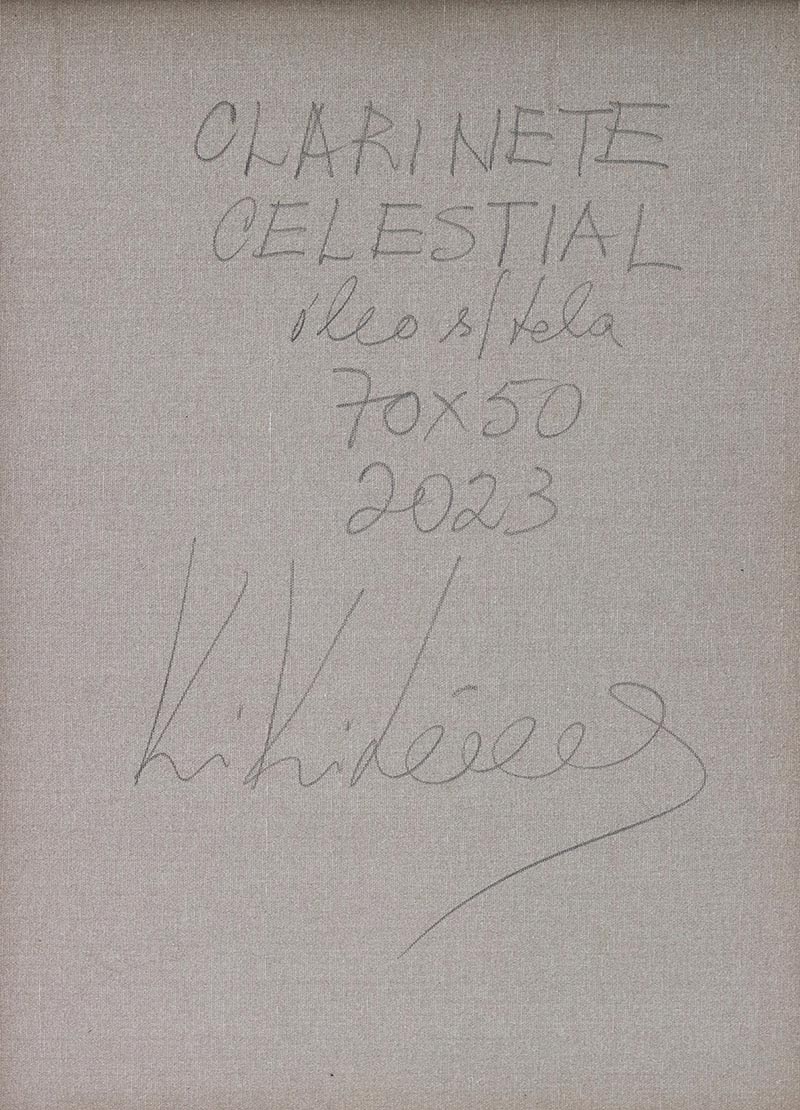 CLARINETE
CELESTIAL
óleo s/ tela
70x50
2023